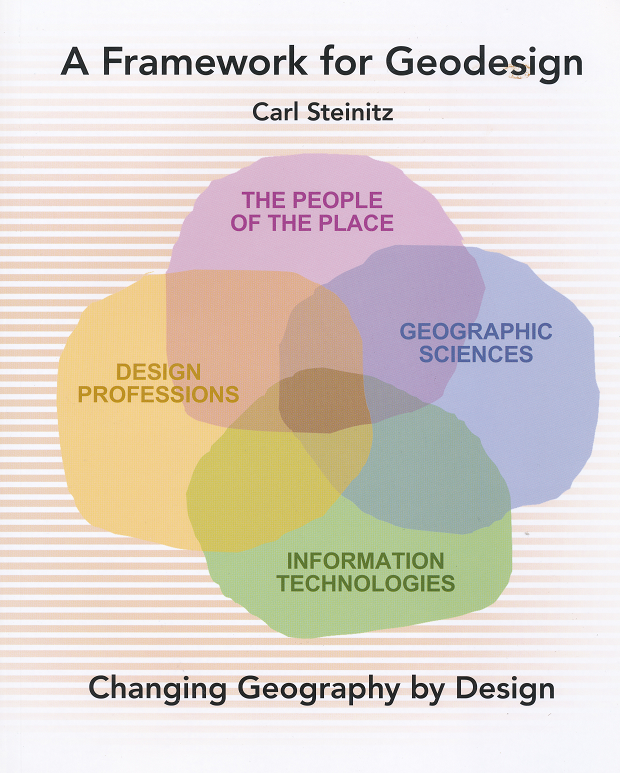 A Framework for Geodesign
Carl Steinitz
THE PEOPLE
OF THE PLACE
GEOGRAPHIC
SCIENCES
DESIGN
PROFESSIONS
INFORMATION
TECHNOLOGIES
Changing Geography by Design